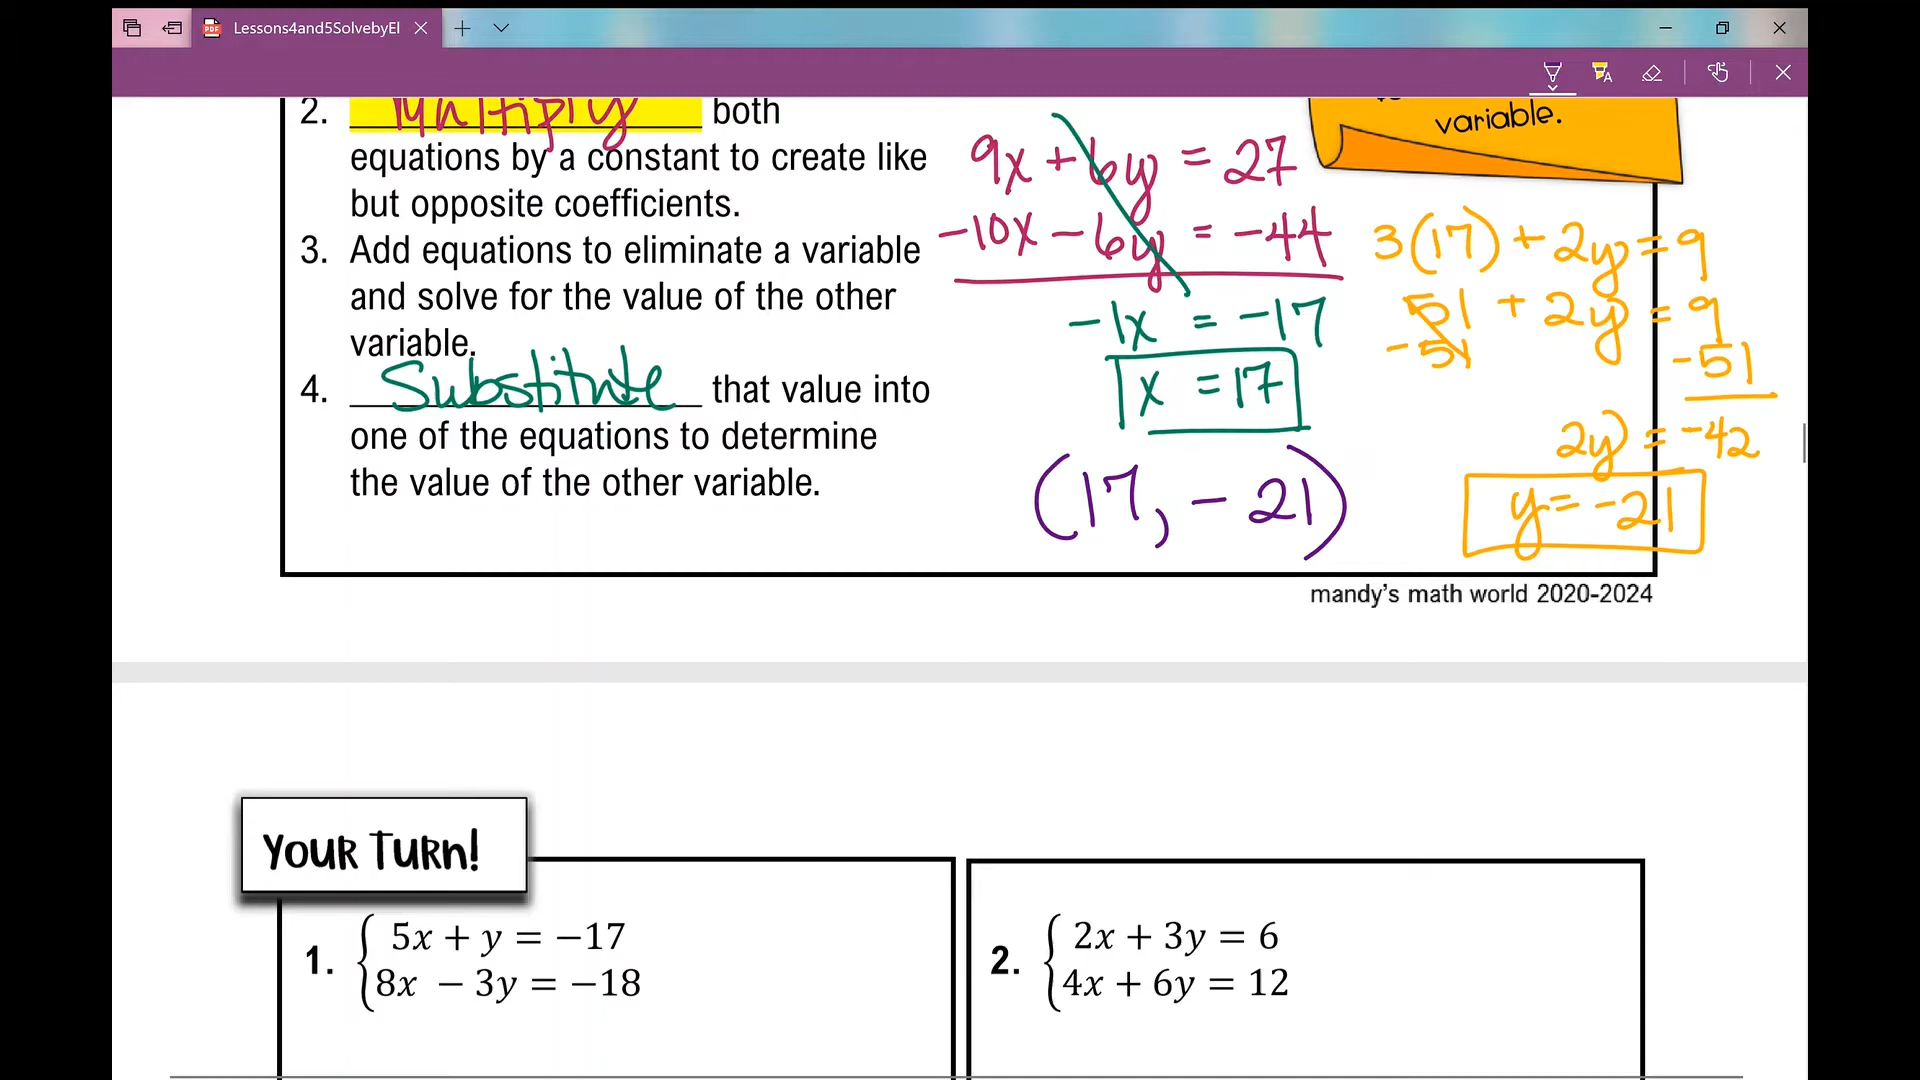 Lessons4and5SolvebyEl
2. Multiply both
equations by a constant to create like
but opposite coefficients.
3. Add equations to eliminate a variable
and solve for the value of the other
variable.
4. Substitute that value into
one of the equations to determine
the value of the other variable.
9x + 6y = 27
-10x - 6y = -44
-1x = -17
x = 17
(17, -21)
variable.
3(17) + 2y = 9
51 + 2y = 9
-51 -51
2y = -42
y = -21
mandy's math world 2020-2024
Your Turn!
1. 5x + y = −17
8x − 3y = −18
2. 2x + 3y = 6
4x + 6y = 12